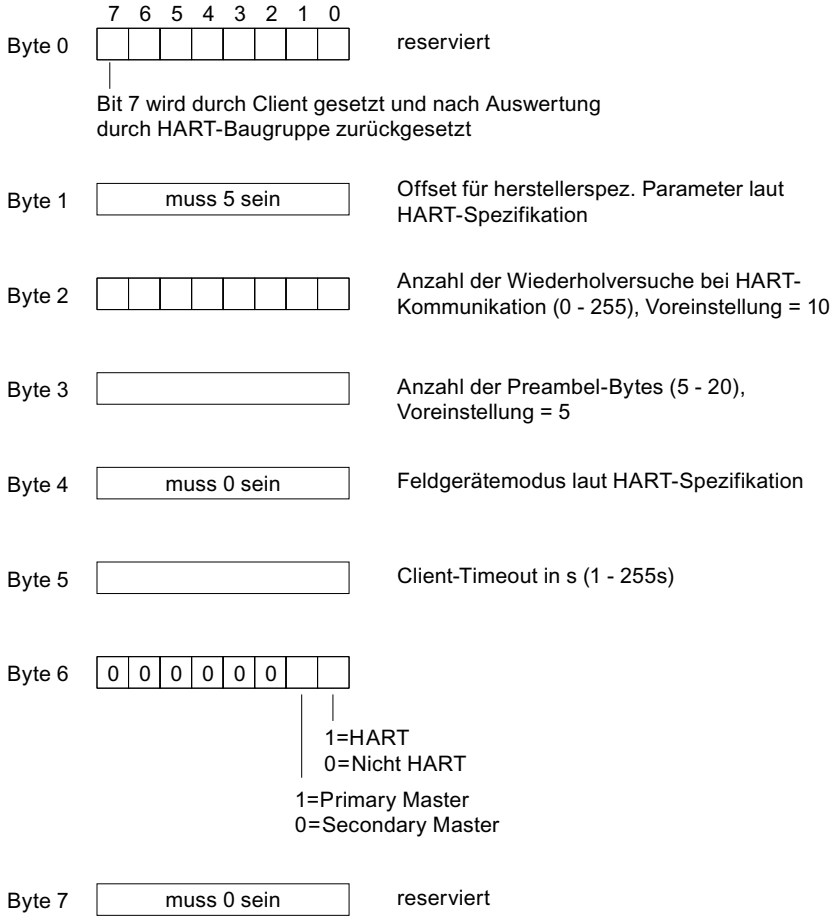 7 6 5 4 3 2 1 0
Byte 0
reserviert
Bit 7 wird durch Client gesetzt und nach Auswertung
durch HART-Baugruppe zurückgesetzt
Byte 1
muss 5 sein
Offset für herstellerspez. Parameter laut
HART-Spezifikation
Byte 2
Anzahl der Wiederholversuche bei HART-
Kommunikation (0 - 255), Voreinstellung = 10
Byte 3
Anzahl der Preambel-Bytes (5 - 20),
Voreinstellung = 5
Byte 4
muss 0 sein
Feldgerätemodus laut HART-Spezifikation
Byte 5
Client-Timeout in s (1 - 255s)
Byte 6
0 0 0 0 0 0
1=HART
0=Nicht HART
1=Primary Master
0=Secondary Master
Byte 7
muss 0 sein
reserviert